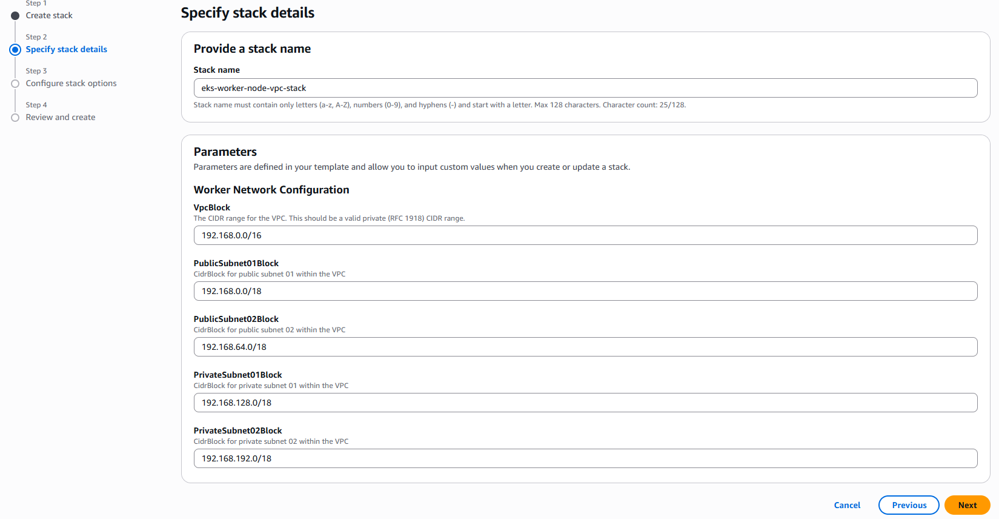 Step 1
Create stack
Step 2
Specify stack details
Step 3
Configure stack options
Step 4
Review and create
Specify stack details
Provide a stack name
Stack name
eks-worker-node-vpc-stack
Stack name must contain only letters (a-z, A-Z), numbers (0-9), and hyphens (-) and start with a letter. Max 128 characters. Character count: 25/128.
Parameters
Parameters are defined in your template and allow you to input custom values when you create or update a stack.
Worker Network Configuration
VpcBlock
The CIDR range for the VPC. This should be a valid private (RFC 1918) CIDR range.
192.168.0.0/16
PublicSubnet01Block
CidrBlock for public subnet 01 within the VPC
192.168.0.0/18
PublicSubnet02Block
CidrBlock for public subnet 02 within the VPC
192.168.64.0/18
PrivateSubnet01Block
CidrBlock for private subnet 01 within the VPC
192.168.128.0/18
PrivateSubnet02Block
CidrBlock for private subnet 02 within the VPC
192.168.192.0/18
Cancel
Previous
Next